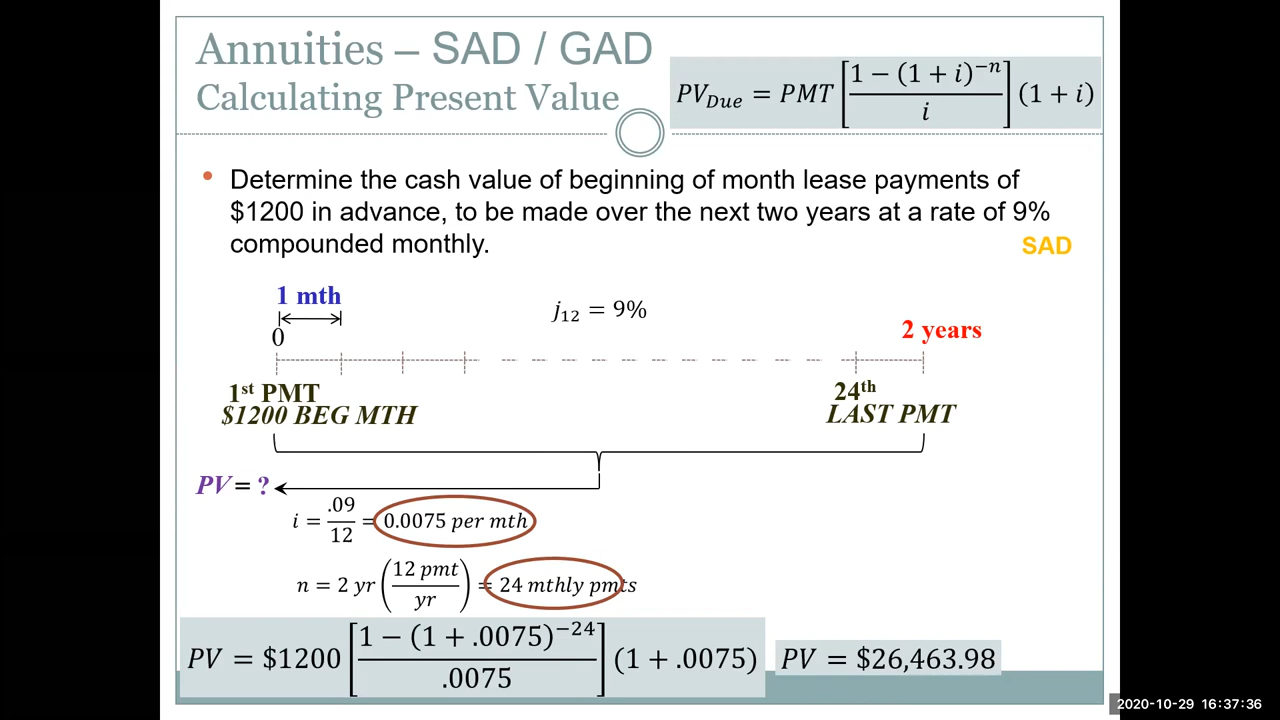 Annuities – SAD / GAD
Calculating Present Value
PV_Due = PMT [(1 − (1 + i)^−n) / i] (1 + i)
• Determine the cash value of beginning of month lease payments of
$1200 in advance, to be made over the next two years at a rate of 9%
compounded monthly.
SAD
1 mth
j₁₂ = 9%
0
2 years
1st PMT
$1200 BEG MTH
24th
LAST PMT
PV = ?
i = .09/12 = 0.0075 per mth
n = 2 yr (12 pmt / yr) = 24 mthly pmts
PV = $1200 [(1 − (1 + .0075)^−24) / .0075] (1 + .0075)
PV = $26,463.98
2020-10-29 16:37:36